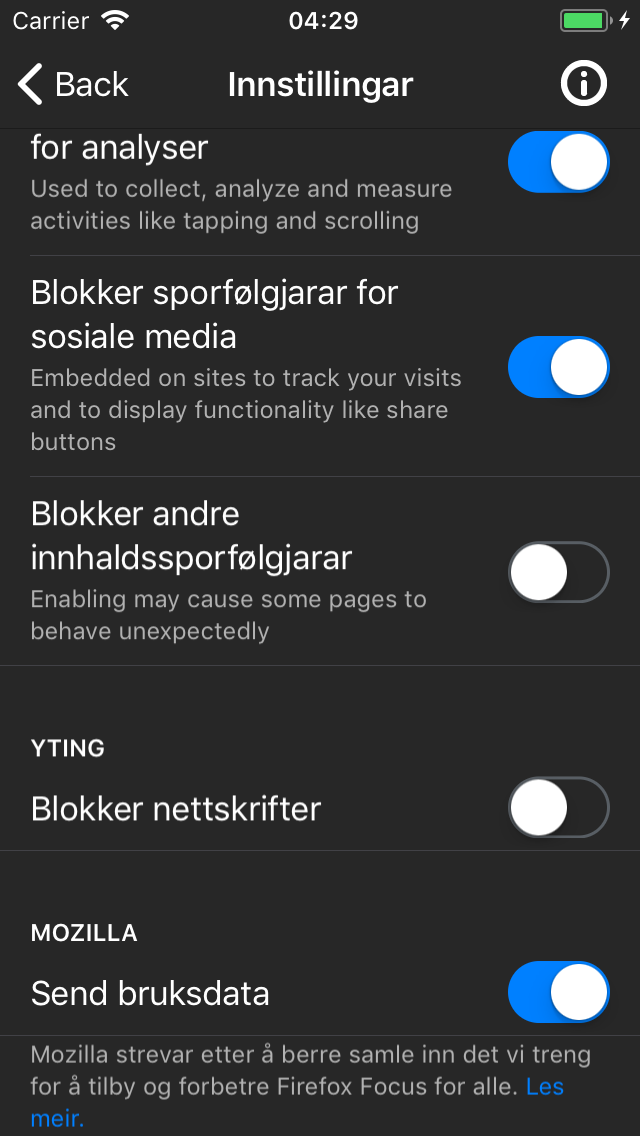 Carrier 04:29
Back Innstillingar
for analyser
Used to collect, analyze and measure
activities like tapping and scrolling
Blokker sporfølgjarar for
sosiale media
Embedded on sites to track your visits
and to display functionality like share
buttons
Blokker andre
innhaldssporfølgjarar
Enabling may cause some pages to
behave unexpectedly
YTING
Blokker nettskrifter
MOZILLA
Send bruksdata
Mozilla strevar etter å berre samle inn det vi treng
for å tilby og forbetre Firefox Focus for alle. Les
meir.